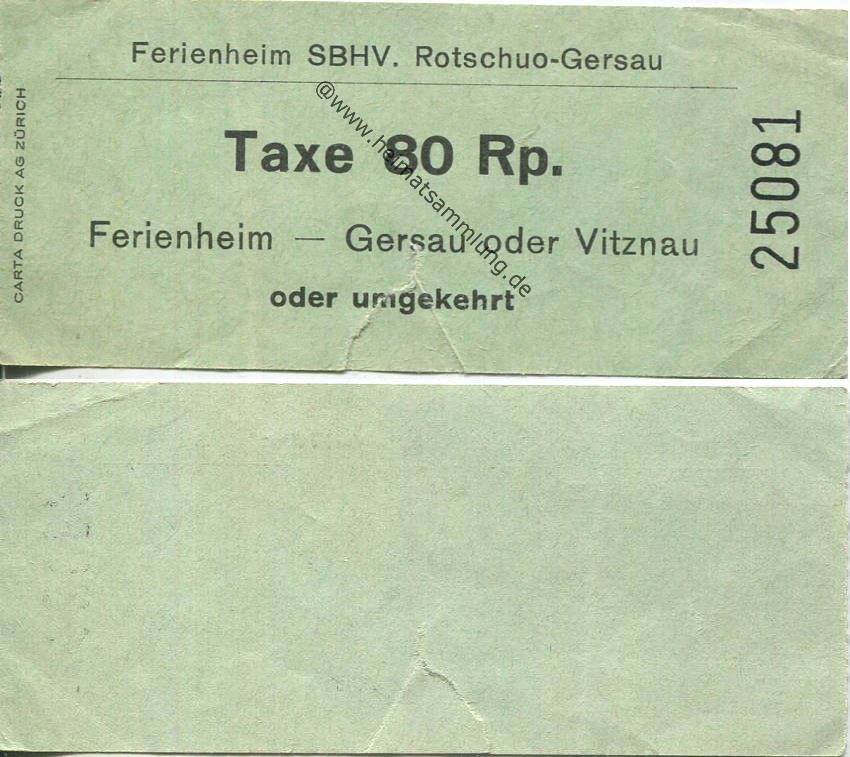 Ferienheim SBHV. Rotschuo-Gersau
Taxe 80 Rp.
Ferienheim — Gersau oder Vitznau
oder umgekehrt
25081
CARTA DRUCK AG ZÜRICH
@www.heimatsammlung.de